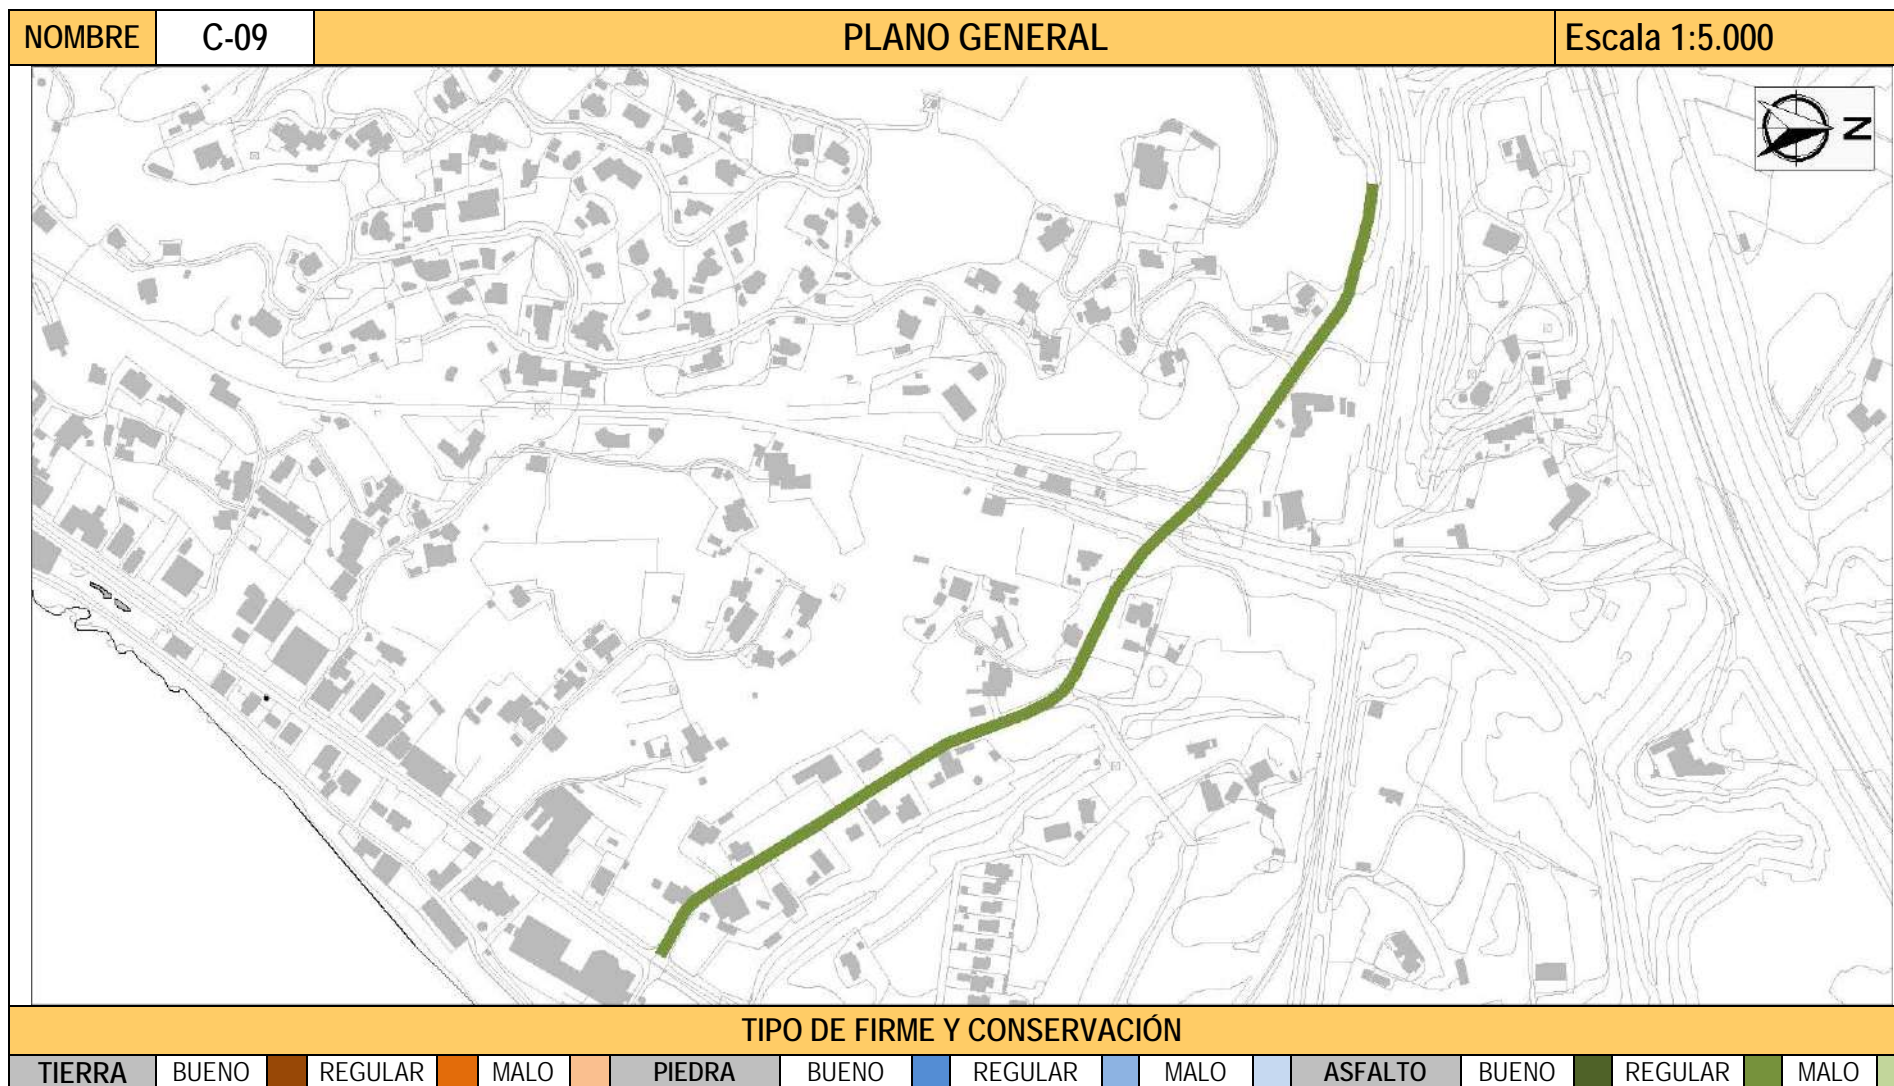 NOMBRE C-09 PLANO GENERAL Escala 1:5.000
N
TIPO DE FIRME Y CONSERVACIÓN
TIERRA BUENO REGULAR MALO PIEDRA BUENO REGULAR MALO ASFALTO BUENO REGULAR MALO